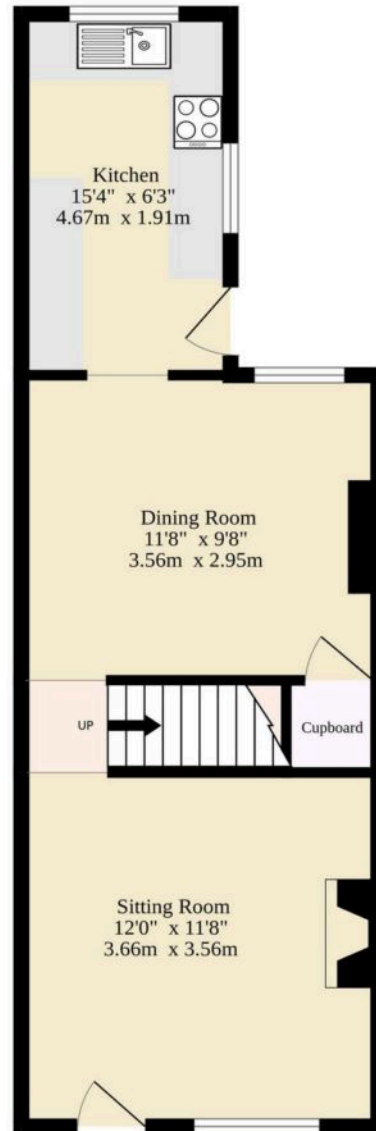 Kitchen
15'4" x 6'3"
4.67m x 1.91m
Dining Room
11'8" x 9'8"
3.56m x 2.95m
UP
Cupboard
Sitting Room
12'0" x 11'8"
3.66m x 3.56m